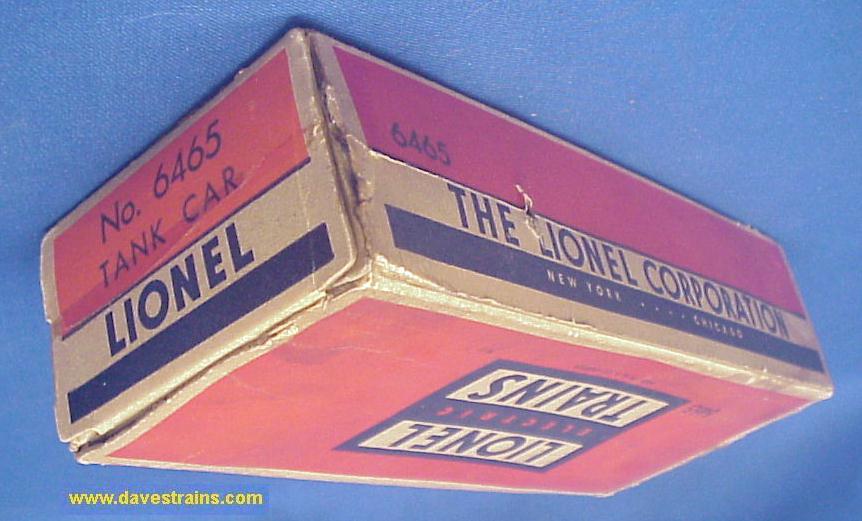 No. 6465
TANK CAR
LIONEL
6465
THE LIONEL CORPORATION
NEW YORK . . . . CHICAGO
LIONEL
ELECTRIC
TRAINS
www.davestrains.com